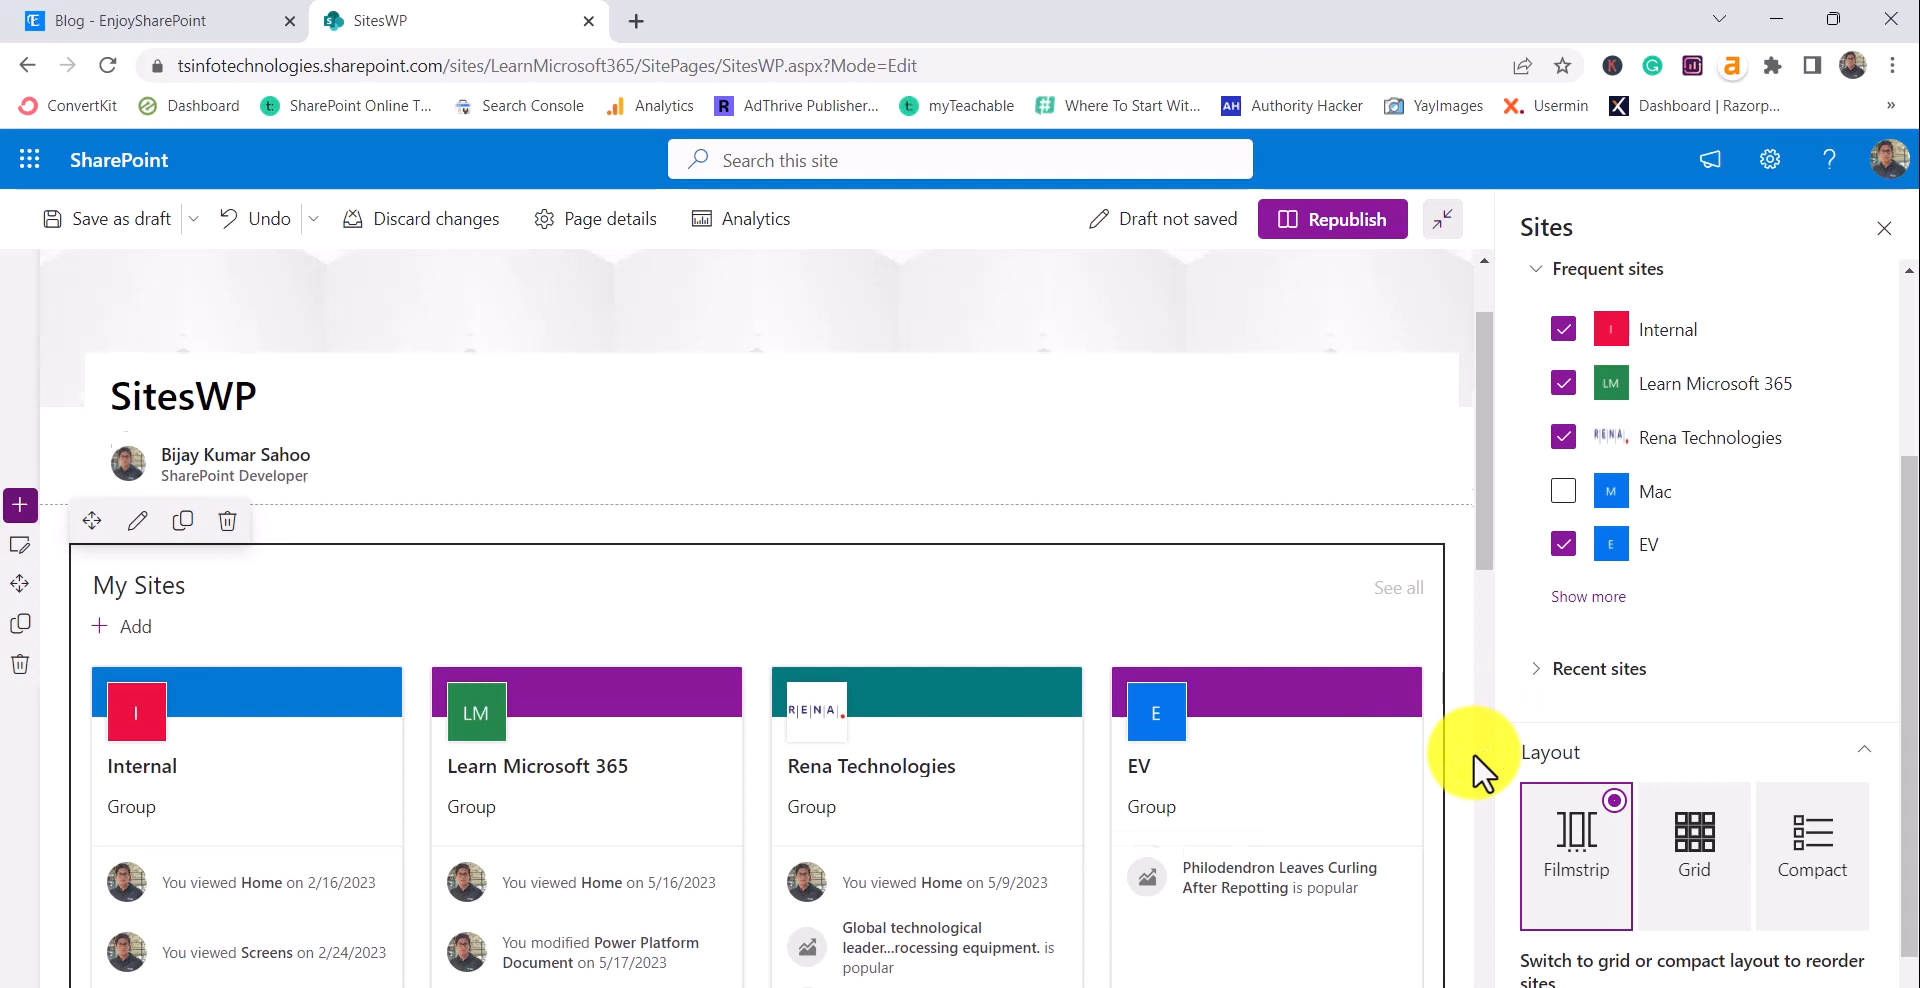 Blog - EnjoySharePoint
SitesWP
tsinfotechnologies.sharepoint.com/sites/LearnMicrosoft365/SitePages/SitesWP.aspx?Mode=Edit
ConvertKit
Dashboard
SharePoint Online T...
Search Console
Analytics
AdThrive Publisher...
myTeachable
Where To Start Wit...
AH
Authority Hacker
YayImages
Usermin
Dashboard | Razorp...
»
SharePoint
Search this site
Save as draft
Undo
Discard changes
Page details
Analytics
Draft not saved
Republish
Sites
Frequent sites
I
Internal
LM
Learn Microsoft 365
RENA
Rena Technologies
M
Mac
E
EV
Show more
Recent sites
Layout
Filmstrip
Grid
Compact
Switch to grid or compact layout to reorder
sites
SitesWP
Bijay Kumar Sahoo
SharePoint Developer
My Sites
See all
+ Add
I
Internal
Group
You viewed Home on 2/16/2023
You viewed Screens on 2/24/2023
LM
Learn Microsoft 365
Group
You viewed Home on 5/16/2023
You modified Power Platform
Document on 5/17/2023
R|E|N|A|.
Rena Technologies
Group
You viewed Home on 5/9/2023
Global technological
leader...rocessing equipment. is
popular
E
EV
Group
Philodendron Leaves Curling
After Repotting is popular